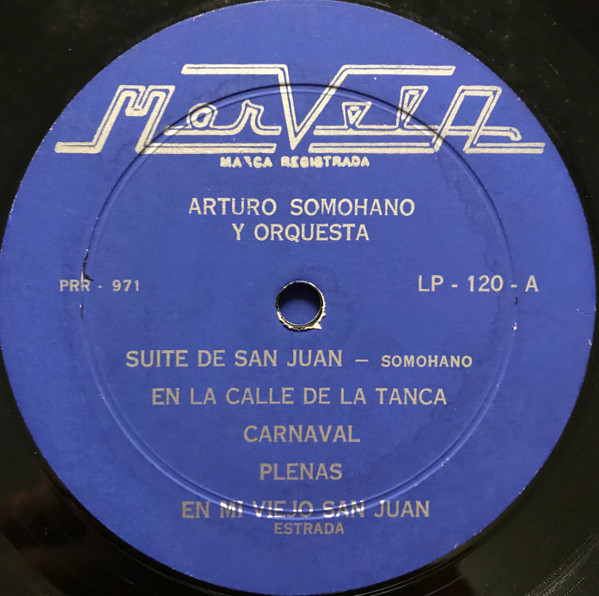 MarVela
MARCA REGISTRADA
ARTURO SOMOHANO
Y ORQUESTA
PRR - 971
LP - 120 - A
SUITE DE SAN JUAN — SOMOHANO
EN LA CALLE DE LA TANCA
CARNAVAL
PLENAS
EN MI VIEJO SAN JUAN
ESTRADA